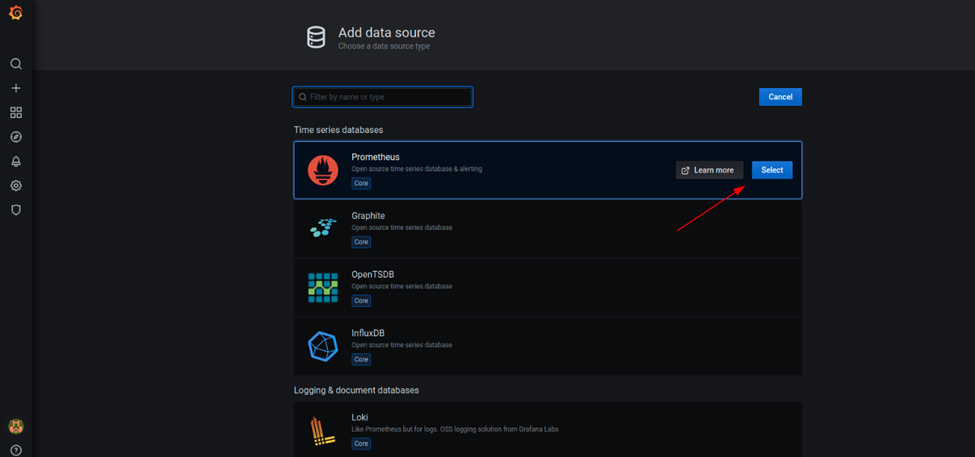 Add data source
Choose a data source type
Filter by name or type
Cancel
Time series databases
Prometheus
Open source time series database & alerting
Core
Learn more
Select
Graphite
Open source time series database
Core
OpenTSDB
Open source time series database
Core
InfluxDB
Open source time series database
Core
Logging & document databases
Loki
Like Prometheus but for logs. OSS logging solution from Grafana Labs
Core